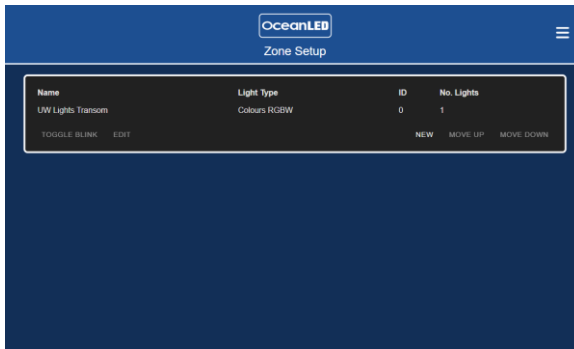 OceanLED
Zone Setup
Name Light Type ID No. Lights
UW Lights Transom Colours RGBW 0 1
TOGGLE BLINK EDIT NEW MOVE UP MOVE DOWN